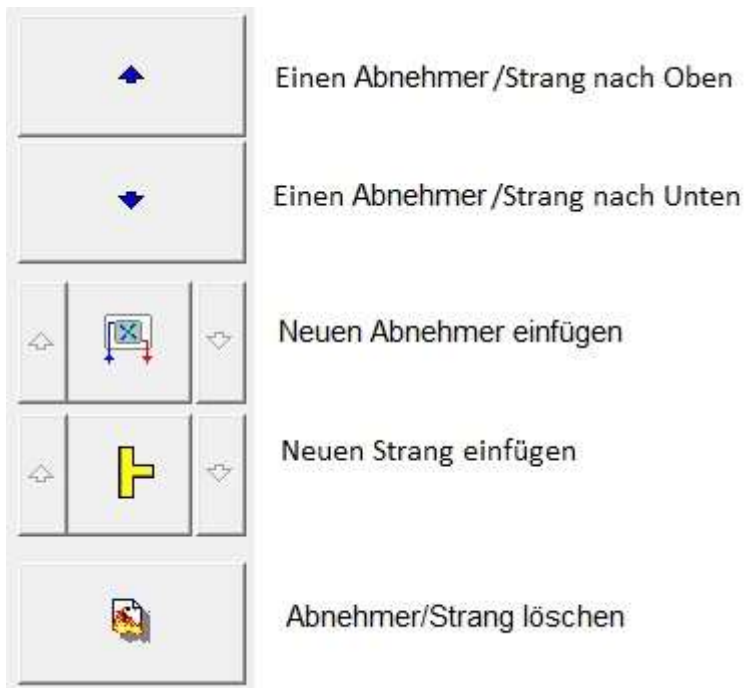 Einen Abnehmer/Strang nach Oben
Einen Abnehmer/Strang nach Unten
Neuen Abnehmer einfügen
Neuen Strang einfügen
Abnehmer/Strang löschen